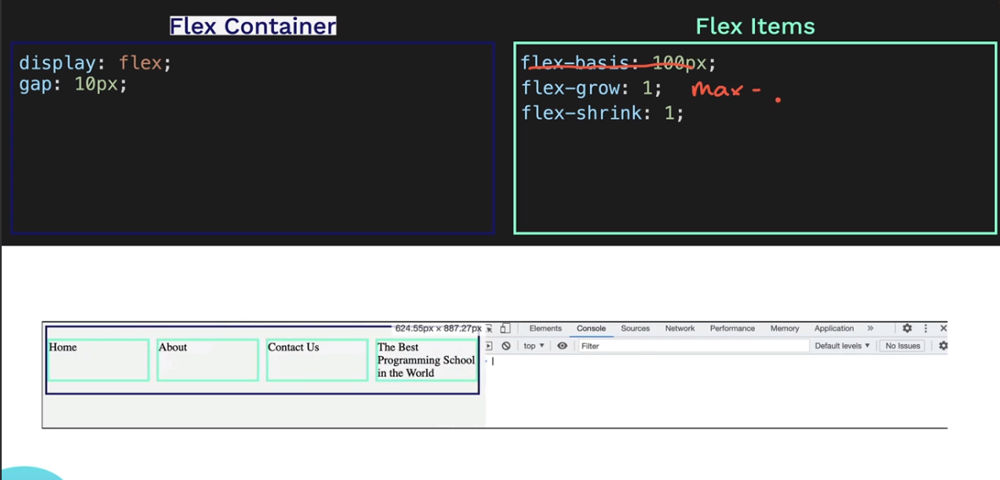 Flex Container
Flex Items
display: flex;
gap: 10px;
flex-basis: 100px;
flex-grow: 1; max -
flex-shrink: 1;
624.55px × 887.27px
Elements Console Sources Network Performance Memory Application »
top ▼ Filter Default levels ▼ No Issues
Home
About
Contact Us
The Best
Programming School
in the World